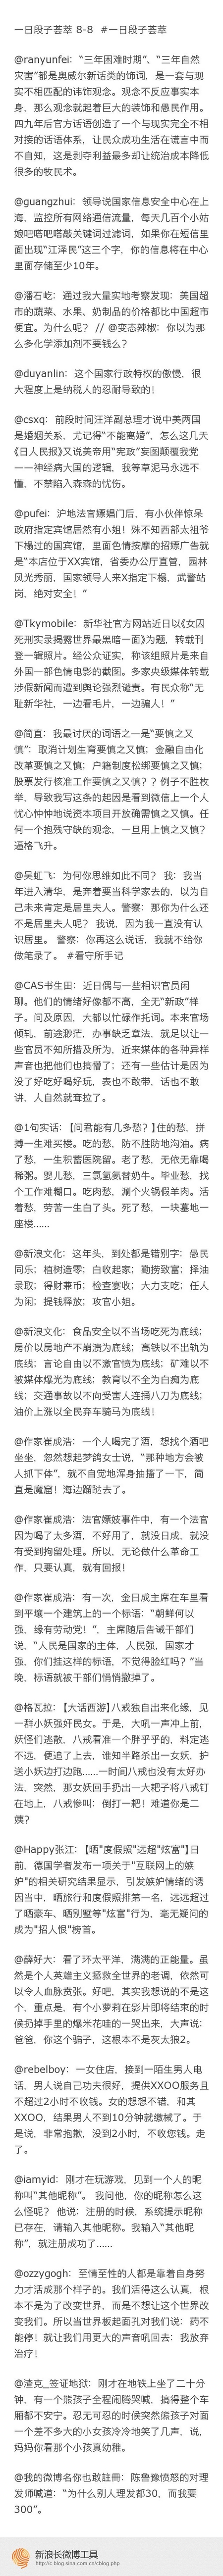 一日段子荟萃 8-8  #一日段子荟萃
@ranyunfei：“三年困难时期”、“三年自然
灾害”都是奥威尔新话类的饰词，是一套与现
实不相匹配的讳饰观念。观念不反应事实本
身，那么观念就起着巨大的装饰和愚民作用。
四九年后官方话语创造了一个与现实完全不相
对接的话语体系，让民众成功生活在谎言中而
不自知，这是剥夺利益最多却让统治成本降低
很多的牧民术。
@guangzhui：领导说国家信息安全中心在上
海，监控所有网络通信流量，每天几百个小姑
娘吧嗒吧嗒敲关键词过滤词，如果你在短信里
面出现“江泽民”这三个字，你的信息将在中心
里面存储至少10年。
@潘石屹：通过我大量实地考察发现：美国超
市的蔬菜、水果、奶制品的价格都比中国超市
便宜。为什么呢？ // @变态辣椒：你以为那
么多化学添加剂不要钱么？
@duyanlin：这个国家行政特权的傲慢，很
大程度上是纳税人的忍耐导致的！
@csxq：前段时间汪洋副总理才说中美两国
是婚姻关系，尤记得“不能离婚”，怎么这几天
《日人民报》又说美帝用“宪政”妄图颠覆我党
——神经病大国的逻辑，我等草泥马永远不
懂，不禁陷入森森的忧伤。
@pufei：沪地法官嫖娼门后，有小伙伴惊呆
政府指定宾馆居然有小姐！殊不知西部太祖令
下榻过的国宾馆，里面色情按摩的招嫖广告就
是“本店位于XX宾馆，省委办公厅直管，园林
风光秀丽，国家领导人来X指定下榻，武警站
岗，绝对安全！”
@Tkymobile：新华社官方网站近日以《女囚
死刑实录揭露世界最黑暗一面》为题，转载刊
登一辑照片。经公众证实，称该组照片是来自
外国一部色情电影的截图。多家央级媒体转载
涉假新闻而遭到舆论强烈谴责。有民众称“无
耻新华社，一边看毛片，一边骗人！”
@简直：我最讨厌的词语之一是“要慎之又
慎”：取消计划生育要慎之又慎；金融自由化
改革要慎之又慎；户籍制度松绑要慎之又慎；
股票发行核准工作要慎之又慎？？例子不胜枚
举，导致我写这条的起因是看到微信上一个人
忧心忡忡地说资本项目开放确需慎之又慎。任
何一个抱残守缺的观念，一旦用上慎之又慎？
逼格飞升。
@吴虹飞：为何你思维如此不同？ 我：我当
年进入清华，是奔着要当科学家去的，以为自
己未来肯定是居里夫人。警察：那你为什么还
不是居里夫人呢？ 我说，因为我一直没有认
识居里。 警察：你再这么说话，我就不给你
做笔录了。 #看守所手记
@CAS书生田：近日偶与一些相识官员闲
聊。他们的情绪好像都不高，全无“新政”样
子。问及原因，大都以忙碌作托词。本来官场
倾轧，前途渺茫，办事缺乏章法，就足以让一
些官员不知所措及所为，近来媒体的各种异样
声音也把他们也搞懵了；还有一些估计是因为
没了好吃好喝好玩，表也不敢带，话也不敢
讲，人自然就耷拉了。
@1句实话：【问君能有几多愁？】住的愁，拼
搏一生难买楼。吃的愁，防不胜防地沟油。病
了愁，一生积蓄医院留。老了愁，无依无靠喝
稀粥。婴儿愁，三氯氢氰替奶牛。毕业愁，找
个工作难糊口。吃肉愁，涮个火锅假羊肉。活
着愁，劳苦一生白了头。死了愁，一块墓地一
座楼……
@新浪文化：这年头，到处都是错别字：愚民
同乐；植树造零；白收起家；勤捞致富；择油
录取；得财兼币；检查宴收；大力支吃；任人
为闲；提钱释放；攻官小姐。
@新浪文化：食品安全以不当场吃死为底线；
房价以房地产不崩溃为底线；高铁以不出轨为
底线；言论自由以不激官愤为底线；矿难以不
被媒体爆光为底线；教育以不全为白痴为底
线；交通事故以不向受害人连捅八刀为底线；
油价上涨以全民弃车骑马为底线！
@作家崔成浩：一个人喝完了酒，想找个酒吧
坐坐，忽然想起梦鸽女士说，“那种地方会被
人抓下体”，就不自觉地浑身抽搐了一下，简
直是魔窟！海边蹓跶去了。
@作家崔成浩：法官嫖妓事件中，有一个法官
因为喝了太多酒，不好用了，就没日成，就没
有受到拘留处理。所以，无论做什么革命工
作，只要认真，就有回报！
@作家崔成浩：有一次，金日成主席在车里看
到平壤一个建筑上的一个标语：“朝鲜何以
强，缘有劳动党！”，主席随后告诫干部们
说，“人民是国家的主体，人民强，国家才
强，你们挂这样的标语，不觉得脸红吗？”当
晚，标语就被干部们悄悄撤掉了。
@格瓦拉：【大话西游】八戒独自出来化缘，见
一群小妖强奸民女。于是，大吼一声冲上前，
妖怪们逃散，八戒看准一个胖乎乎的，料定逃
不远，便追了上去，谁知半路杀出一女妖，护
送小妖边打边跑……一时间八戒也没有太好办
法，突然，那女妖回手扔出一大耙子将八戒钉
在地上，八戒惨叫：倒打一耙！难道你是二
姨？
@Happy张江：【晒"度假照"远超"炫富"】日
前，德国学者发布一项关于"互联网上的嫉
妒"的相关研究结果显示，引发嫉妒情绪的诱
因当中，晒旅行和度假照排第一名，远远超过
了晒豪车、晒别墅等"炫富"行为，毫无疑问的
成为"招人恨"榜首。
@薛好大：看了环太平洋，满满的正能量。虽
然是个人英雄主义拯救全世界的老调，依然可
以令人血脉贲张。好吧，其实我想说的不是这
个，重点是，有个小萝莉在影片即将结束的时
候扔掉手里的爆米花哇的一哭出来，大声说：
爸爸，你这个骗子，这根本不是灰太狼2。
@rebelboy：一女住店，接到一陌生男人电
话，男人说自己功夫很好，提供XXOO服务且
不超过2小时不收钱。女的想想不错，和其
XXOO，结果男人不到10分钟就缴械了。于
是说，非常抱歉，没到2小时，不收您钱。走
了。
@iamyid：刚才在玩游戏，见到一个人的昵
称叫“其他昵称”。 我问他，你的昵称怎么这
么怪呢？ 他说：注册的时候，系统提示昵称
已存在，请输入其他昵称。我输入“其他昵
称”，就注册成功了……
@ozzygogh：至情至性的人都是靠着自身努
力才活成那个样子的。我们活得这么认真，根
本不是为了改变世界，而是不想让这个世界改
变我们。所以当世界板起面孔对我们说：药不
能停！就让我们用更大的声音吼回去：我放弃
治疗！
@渣克_签证地狱：刚才在地铁上坐了二十分
钟，有一个熊孩子全程闹腾哭喊，搞得整个车
厢都不安宁。忍无可忍的时候突然熊孩子对面
一个差不多大的小女孩冷冷地笑了几声，说，
妈妈你看那个小孩真幼稚。
@我的微博名你也敢註冊：陈鲁豫愤怒的对理
发师喊道：“为什么别人理发都30，而我要
300”。
新浪长微博工具
http://c.blog.sina.com.cn/cblog.php